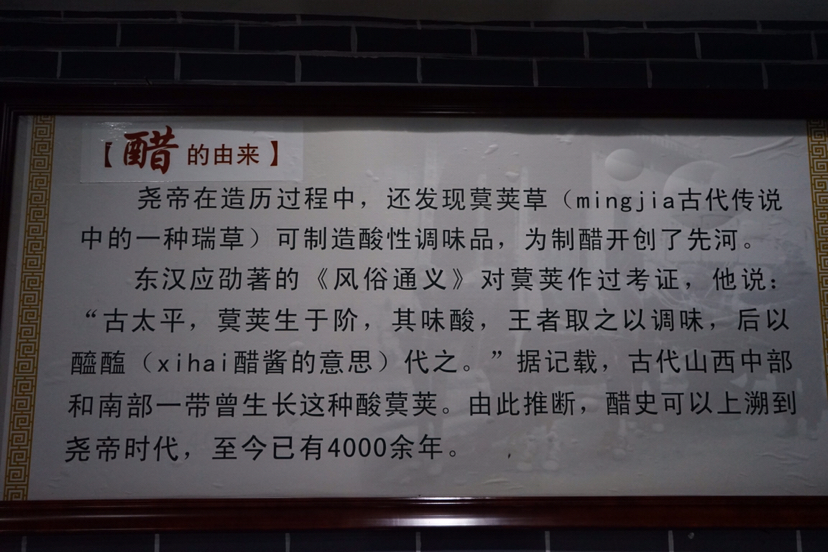 【醋的由来】
尧帝在造历过程中，还发现蓂荚草（mingjia古代传说
中的一种瑞草）可制造酸性调味品，为制醋开创了先河。
东汉应劭著的《风俗通义》对蓂荚作过考证，他说：
“古太平，蓂荚生于阶，其味酸，王者取之以调味，后以
醯醢（xihai醋酱的意思）代之。”据记载，古代山西中部
和南部一带曾生长这种酸蓂荚。由此推断，醋史可以上溯到
尧帝时代，至今已有4000余年。